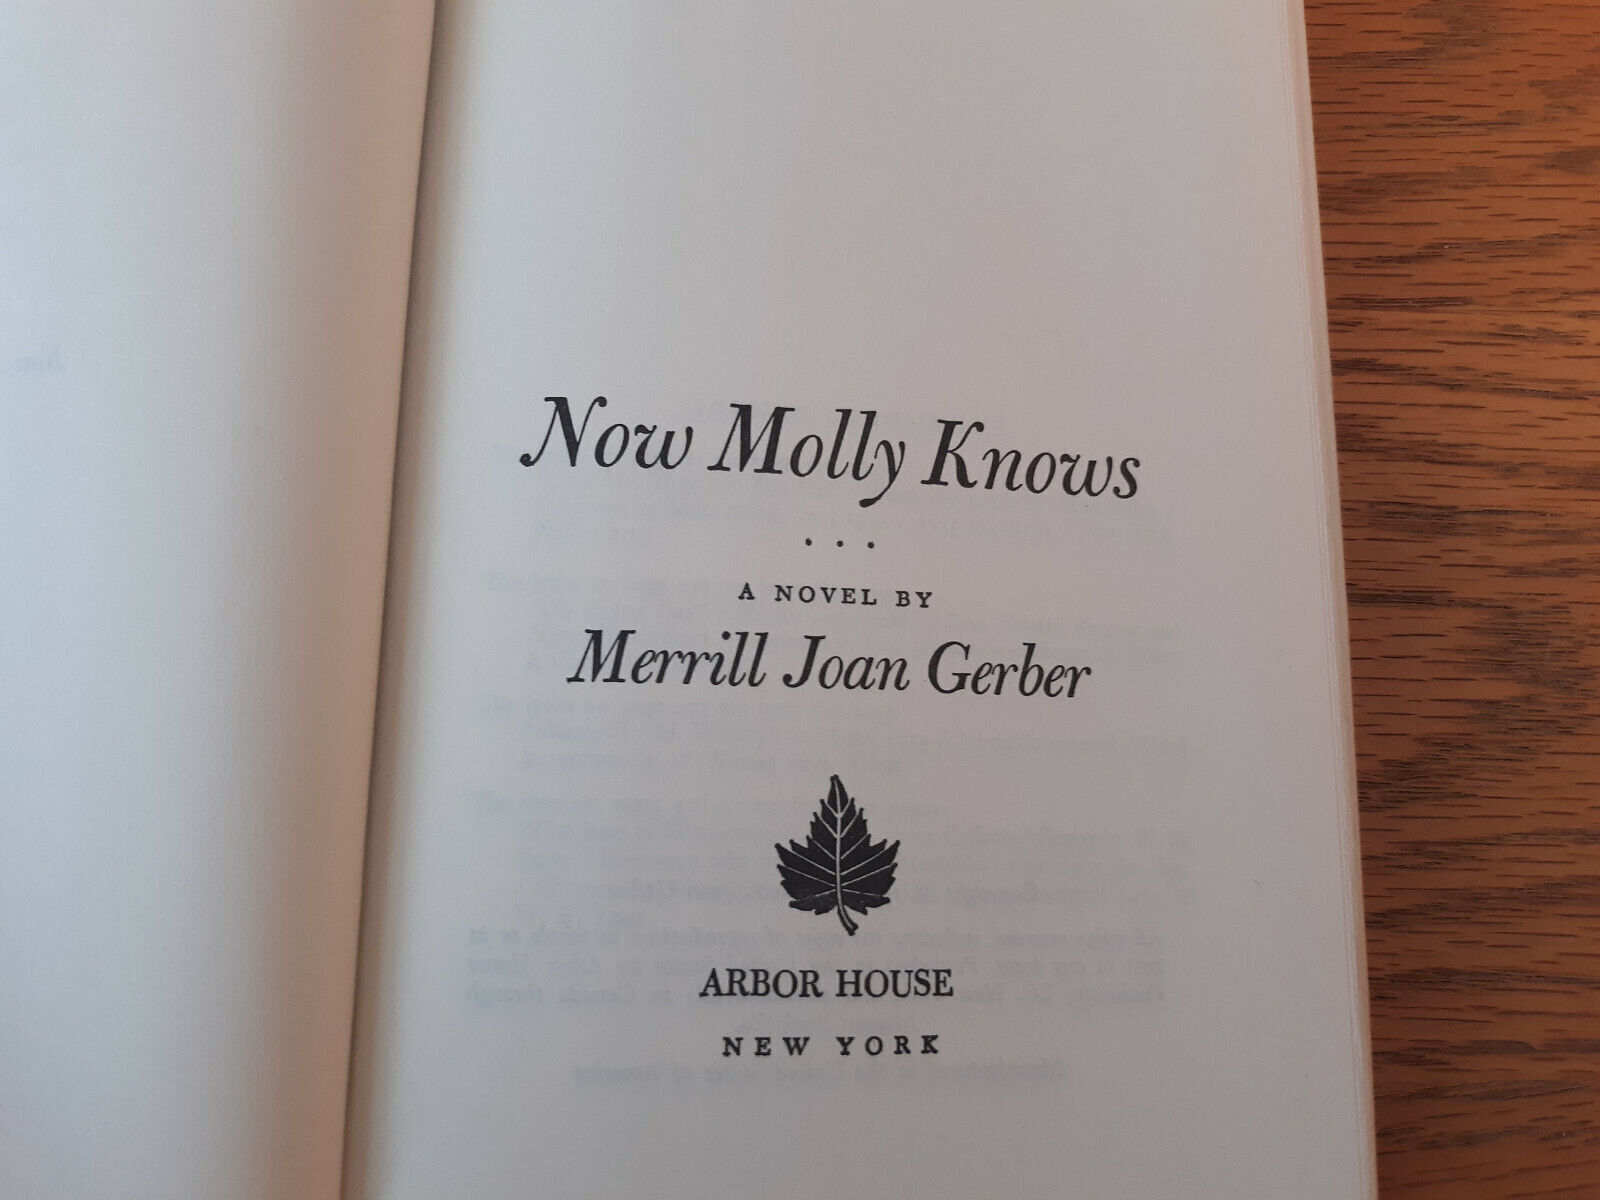 Now Molly Knows
. . .
A NOVEL BY
Merrill Joan Gerber
ARBOR HOUSE
NEW YORK